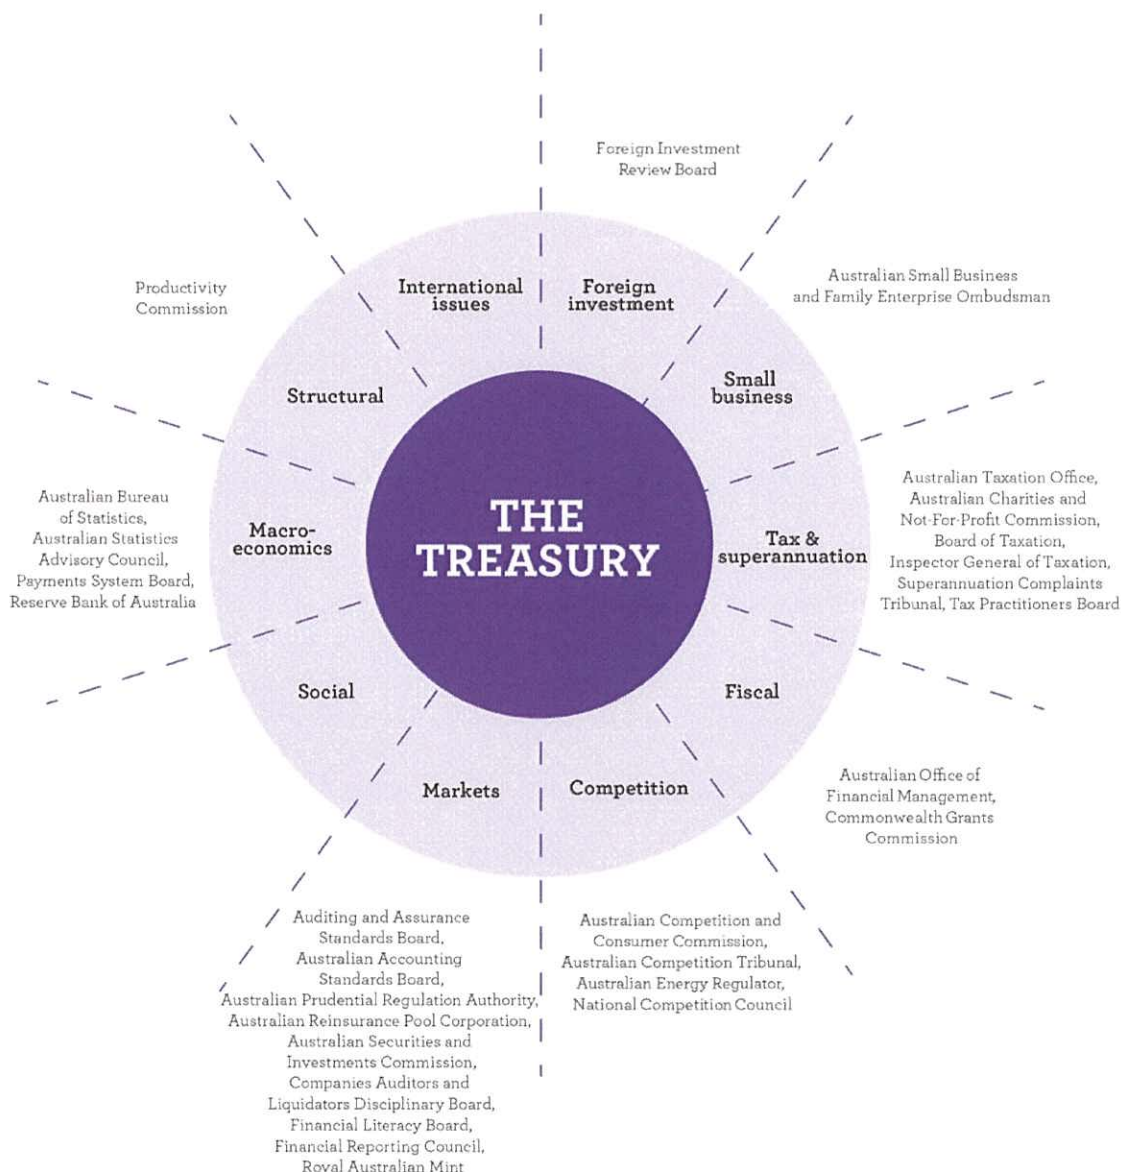 Foreign Investment
Review Board
Productivity
Commission
International
issues
Foreign
investment
Australian Small Business
and Family Enterprise Ombudsman
Structural
Small
business
Australian Bureau
of Statistics,
Australian Statistics
Advisory Council,
Payments System Board,
Reserve Bank of Australia
Macro-
economics
THE
TREASURY
Tax &
superannuation
Australian Taxation Office,
Australian Charities and
Not-For-Profit Commission,
Board of Taxation,
Inspector General of Taxation,
Superannuation Complaints
Tribunal, Tax Practitioners Board
Social
Fiscal
Markets
Competition
Australian Office of
Financial Management,
Commonwealth Grants
Commission
Auditing and Assurance
Standards Board,
Australian Accounting
Standards Board,
Australian Prudential Regulation Authority,
Australian Reinsurance Pool Corporation,
Australian Securities and
Investments Commission,
Companies Auditors and
Liquidators Disciplinary Board,
Financial Literacy Board,
Financial Reporting Council,
Royal Australian Mint
Australian Competition and
Consumer Commission,
Australian Competition Tribunal,
Australian Energy Regulator,
National Competition Council